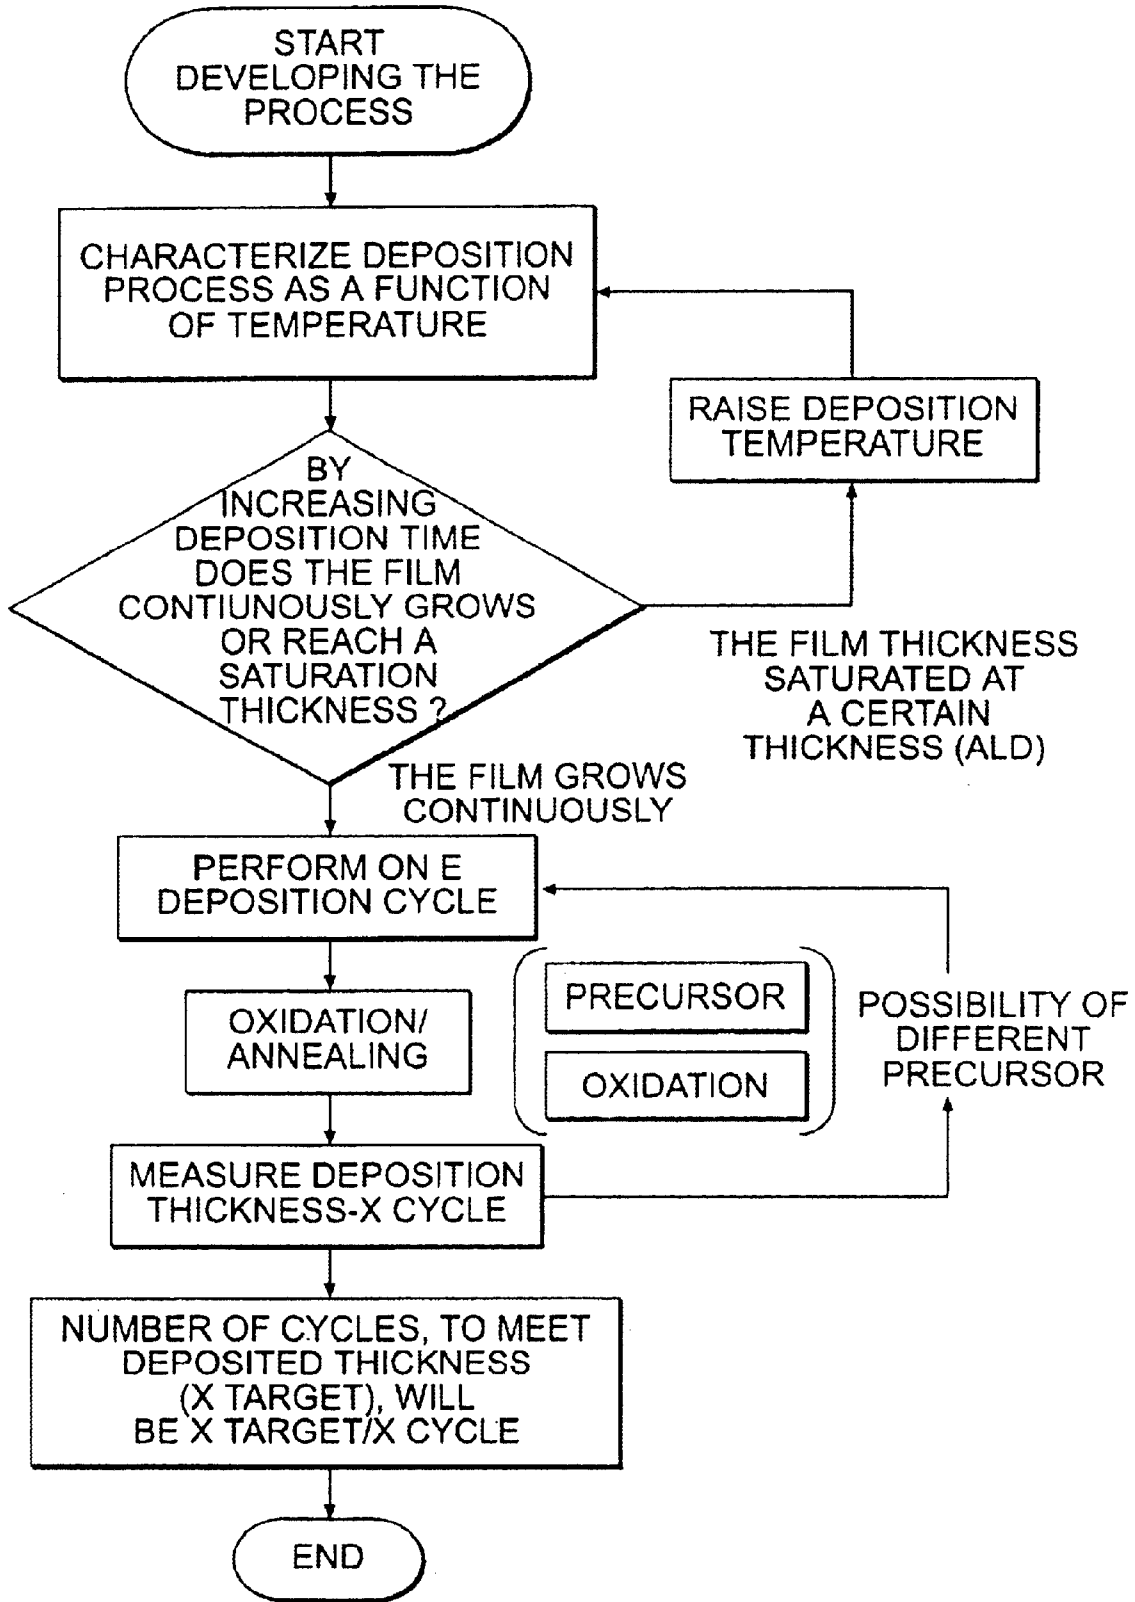 START
DEVELOPING THE
PROCESS
CHARACTERIZE DEPOSITION
PROCESS AS A FUNCTION
OF TEMPERATURE
RAISE DEPOSITION
TEMPERATURE
BY
INCREASING
DEPOSITION TIME
DOES THE FILM
CONTIUNOUSLY GROWS
OR REACH A
SATURATION
THICKNESS ?
THE FILM THICKNESS
SATURATED AT
A CERTAIN
THICKNESS (ALD)
THE FILM GROWS
CONTINUOUSLY
PERFORM ON E
DEPOSITION CYCLE
OXIDATION/
ANNEALING
PRECURSOR
OXIDATION
POSSIBILITY OF
DIFFERENT
PRECURSOR
MEASURE DEPOSITION
THICKNESS-X CYCLE
NUMBER OF CYCLES, TO MEET
DEPOSITED THICKNESS
(X TARGET), WILL
BE X TARGET/X CYCLE
END